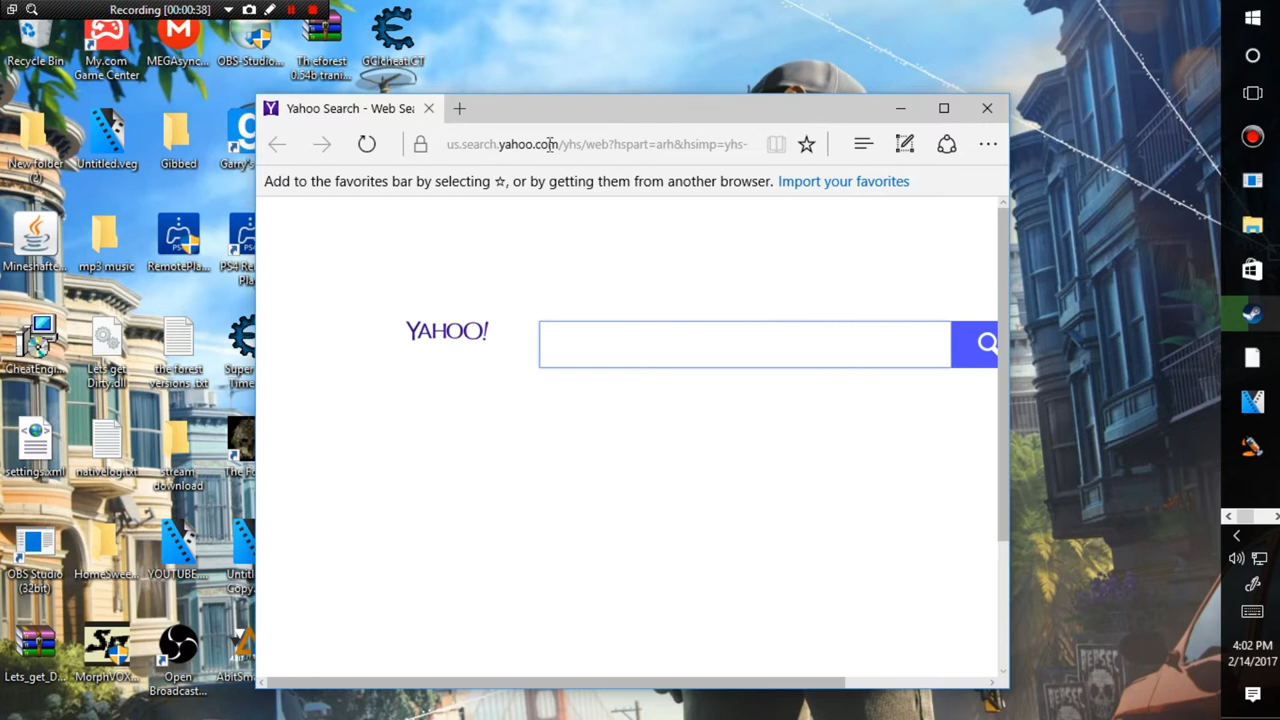 Recording [00:00:38]
Recycle Bin
My.com
Game Center
MEGAsync...
OBS-Studio...
Th eforest
0.54b traini...
GGIcheat.CT
New folder
(2)
Untitled.veg
Gibbed
Garry's
Mineshafte...
mp3 music
RemotePla...
PS4 Re
Pla
CheatEngi...
Lets get
Dirty.dll
the forest
versions .txt
Super
Time
settings.xml
nativelog.txt
stream
download
The Fo
OBS Studio
(32bit)
HomeSwee...
YOUTUBE....
Untit
Copy.
Lets_get_D...
MorphVOX...
Open
Broadcast...
AbitSm
Yahoo Search - Web Sea
us.search.yahoo.com/yhs/web?hspart=arh&hsimp=yhs-
Add to the favorites bar by selecting ☆, or by getting them from another browser. Import your favorites
YAHOO!
4:02 PM
2/14/2017